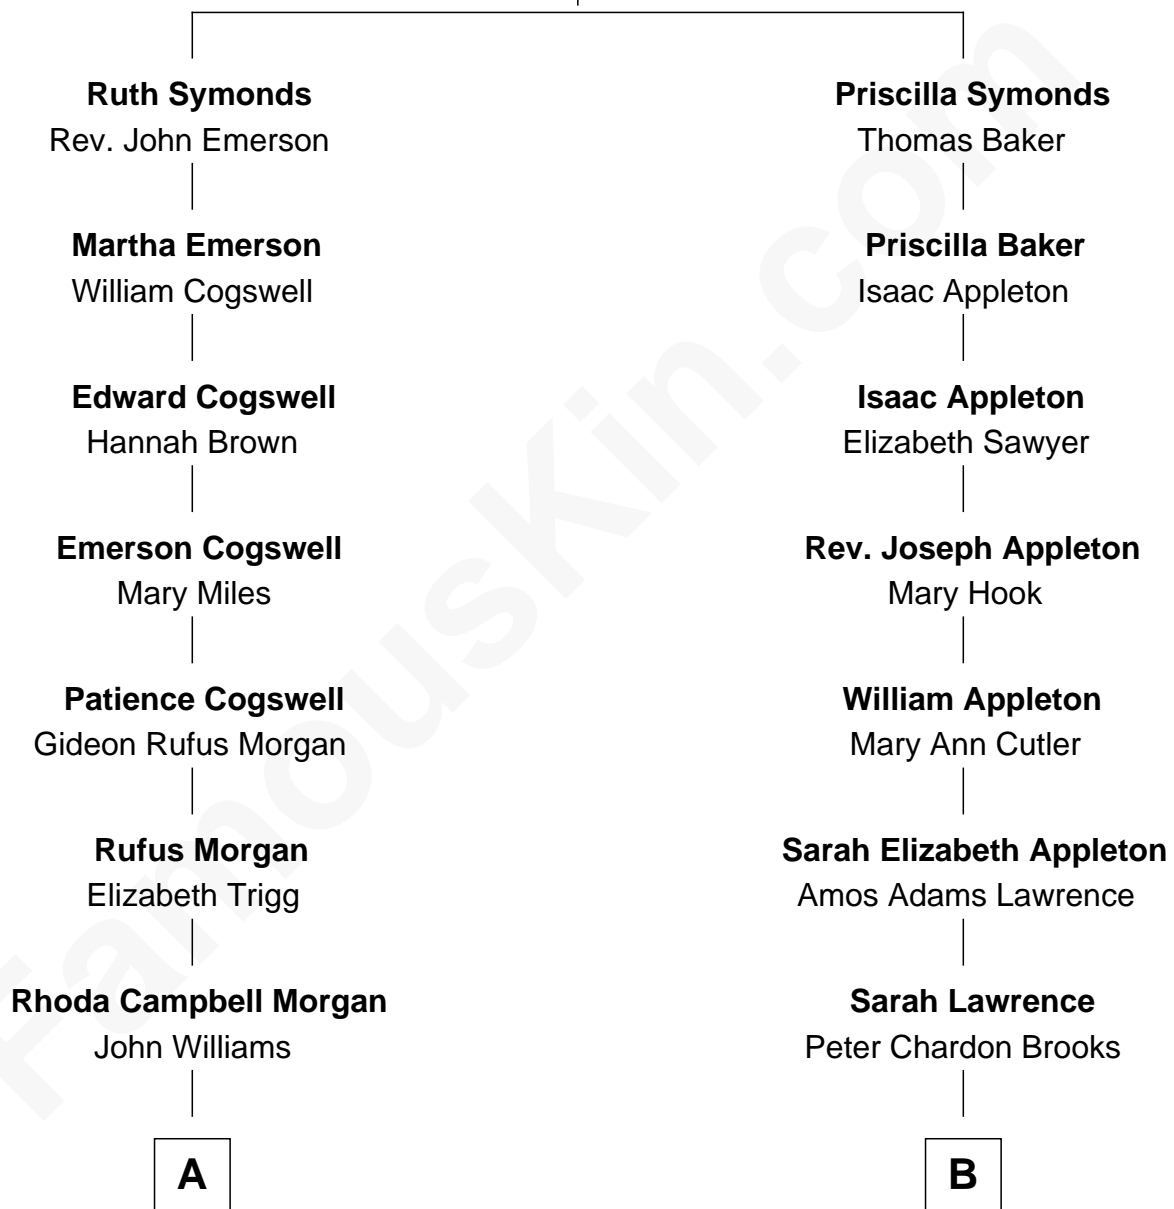 Ruth Symonds
Rev. John Emerson
Martha Emerson
William Cogswell
Edward Cogswell
Hannah Brown
Emerson Cogswell
Mary Miles
Patience Cogswell
Gideon Rufus Morgan
Rufus Morgan
Elizabeth Trigg
Rhoda Campbell Morgan
John Williams
A
Priscilla Symonds
Thomas Baker
Priscilla Baker
Isaac Appleton
Isaac Appleton
Elizabeth Sawyer
Rev. Joseph Appleton
Mary Hook
William Appleton
Mary Ann Cutler
Sarah Elizabeth Appleton
Amos Adams Lawrence
Sarah Lawrence
Peter Chardon Brooks
B
FamousKin.com